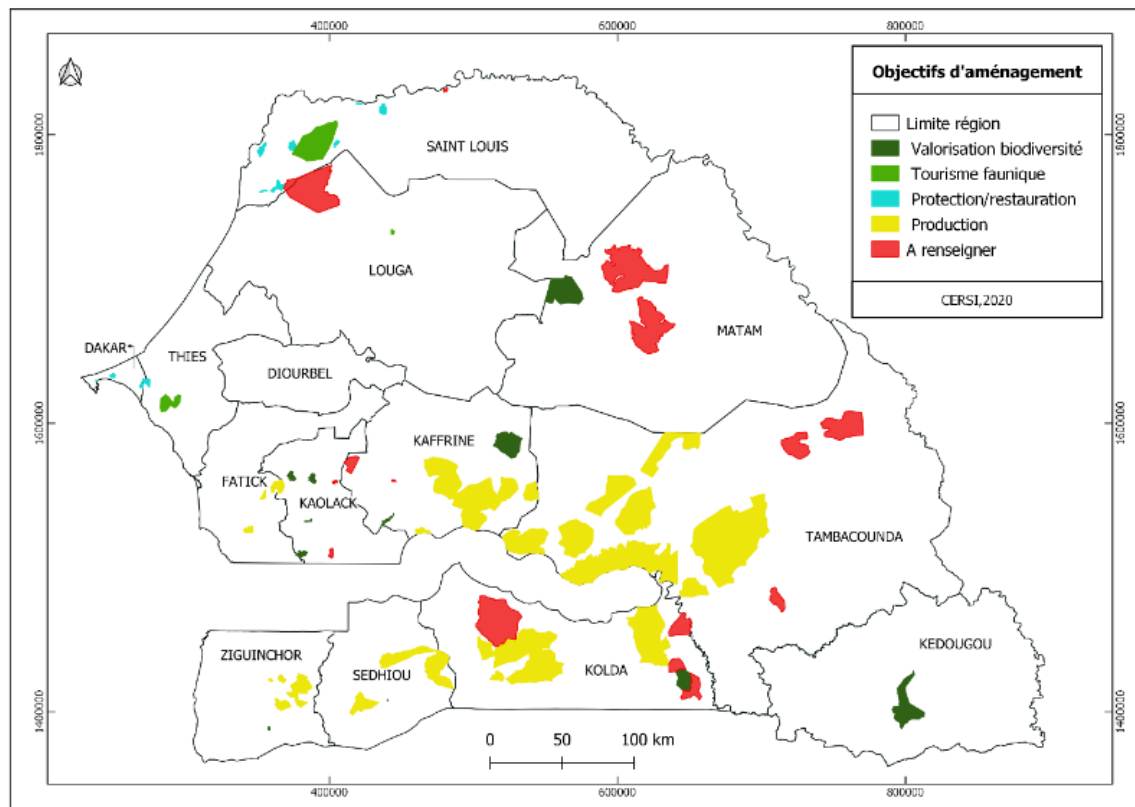 400000
600000
800000
Objectifs d'aménagement
Limite région
Valorisation biodiversité
Tourisme faunique
Protection/restauration
Production
A renseigner
CERSI,2020
1800000
1800000
SAINT LOUIS
LOUGA
MATAM
DAKAR
THIES
DIOURBEL
1600000
1600000
KAFFRINE
FATICK
KAOLACK
TAMBACOUNDA
ZIGUINCHOR
SEDHIOU
KOLDA
KEDOUGOU
1400000
1400000
0 50 100 km
400000
600000
800000